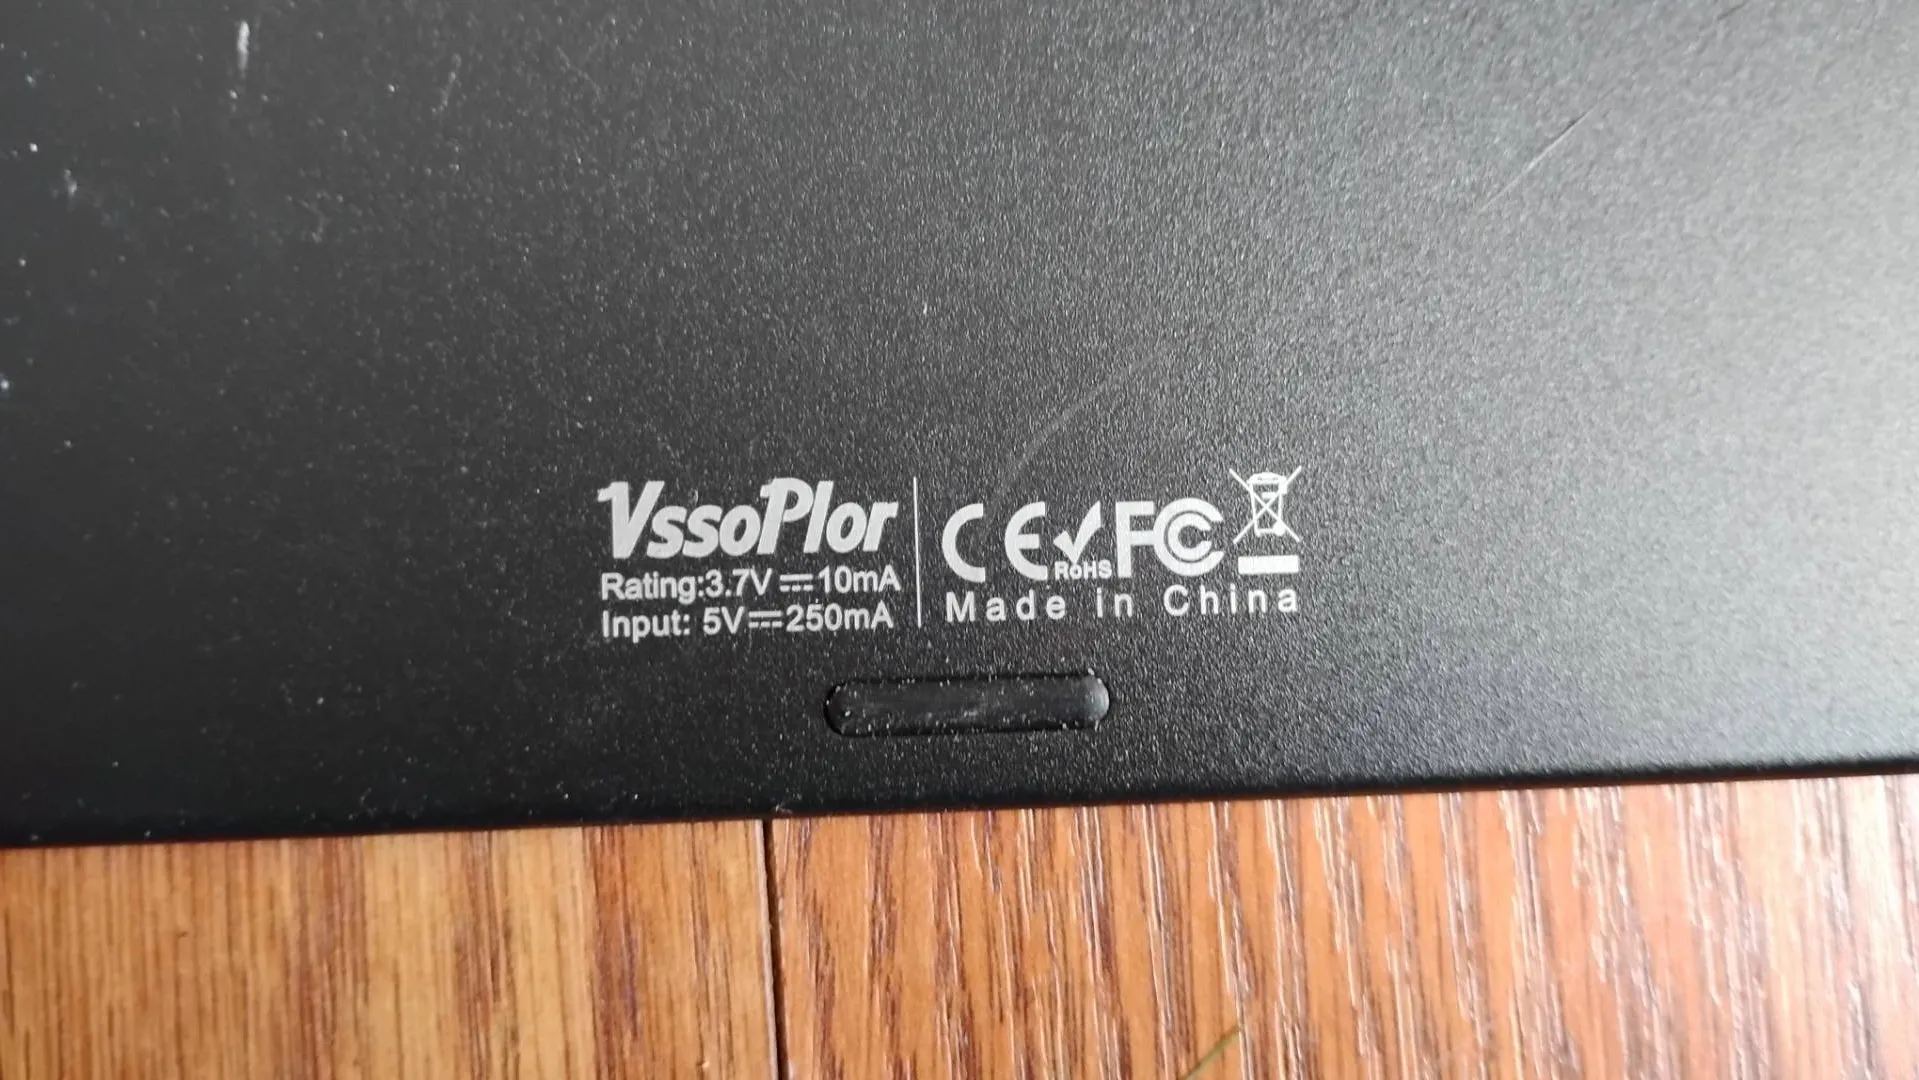 VssoPlor
Rating:3.7V⎓10mA
Input: 5V⎓250mA
CE RoHS FC
Made in China